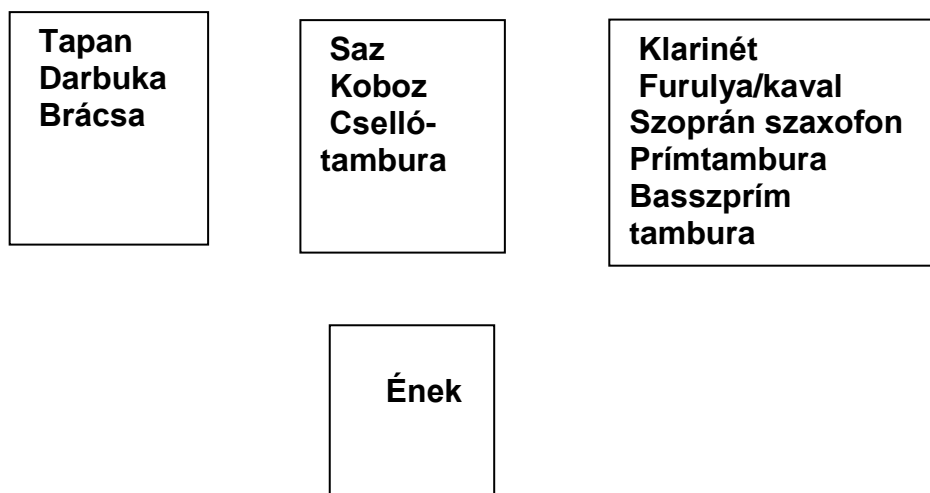 Tapan
Darbuka
Brácsa
Saz
Koboz
Cselló-
tambura
Klarinét
Furulya/kaval
Szoprán szaxofon
Prímtambura
Basszprím
tambura
Ének